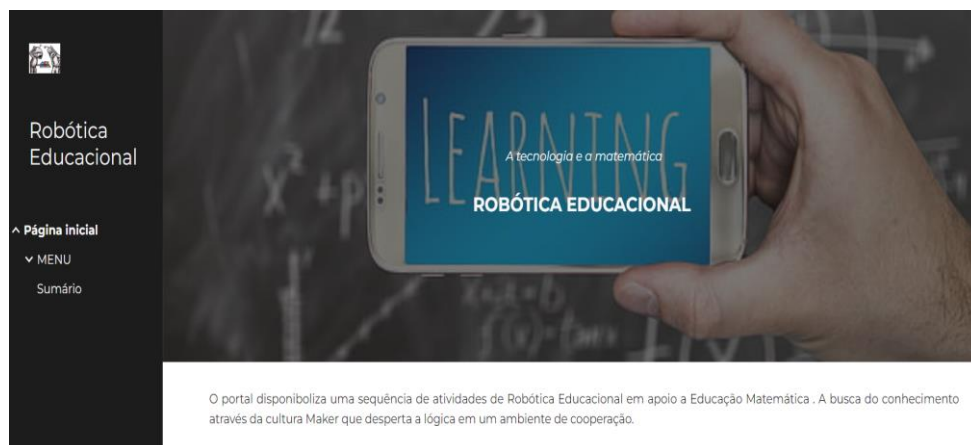 Robótica
Educacional
Página inicial
MENU
Sumário
LEARNING
A tecnologia e a matemática
ROBÓTICA EDUCACIONAL
O portal disponiboliza uma sequência de atividades de Robótica Educacional em apoio a Educação Matemática . A busca do conhecimento
através da cultura Maker que desperta a lógica em um ambiente de cooperação.